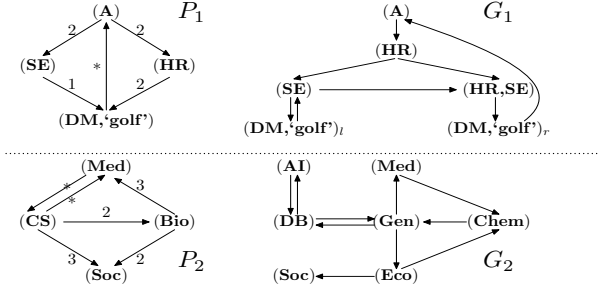 (A) P1 (A) G1
2 2
(HR)
(SE) * (HR) (SE) (HR,SE)
1 2
(DM,‘golf’) (DM,‘golf’)l (DM,‘golf’)r
(Med) (AI) (Med)
* * 3
(CS) 2 (Bio) (DB) (Gen) (Chem)
3 2
(Soc) P2 (Soc) (Eco) G2